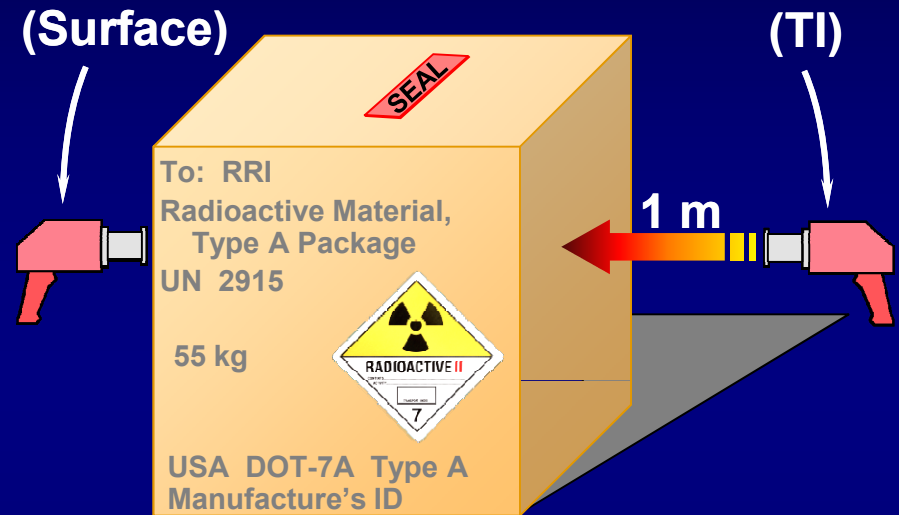 (Surface)
(TI)
SEAL
To: RRI
Radioactive Material,
Type A Package
UN 2915
1 m
55 kg
RADIOACTIVE II
7
USA DOT-7A Type A
Manufacture's ID